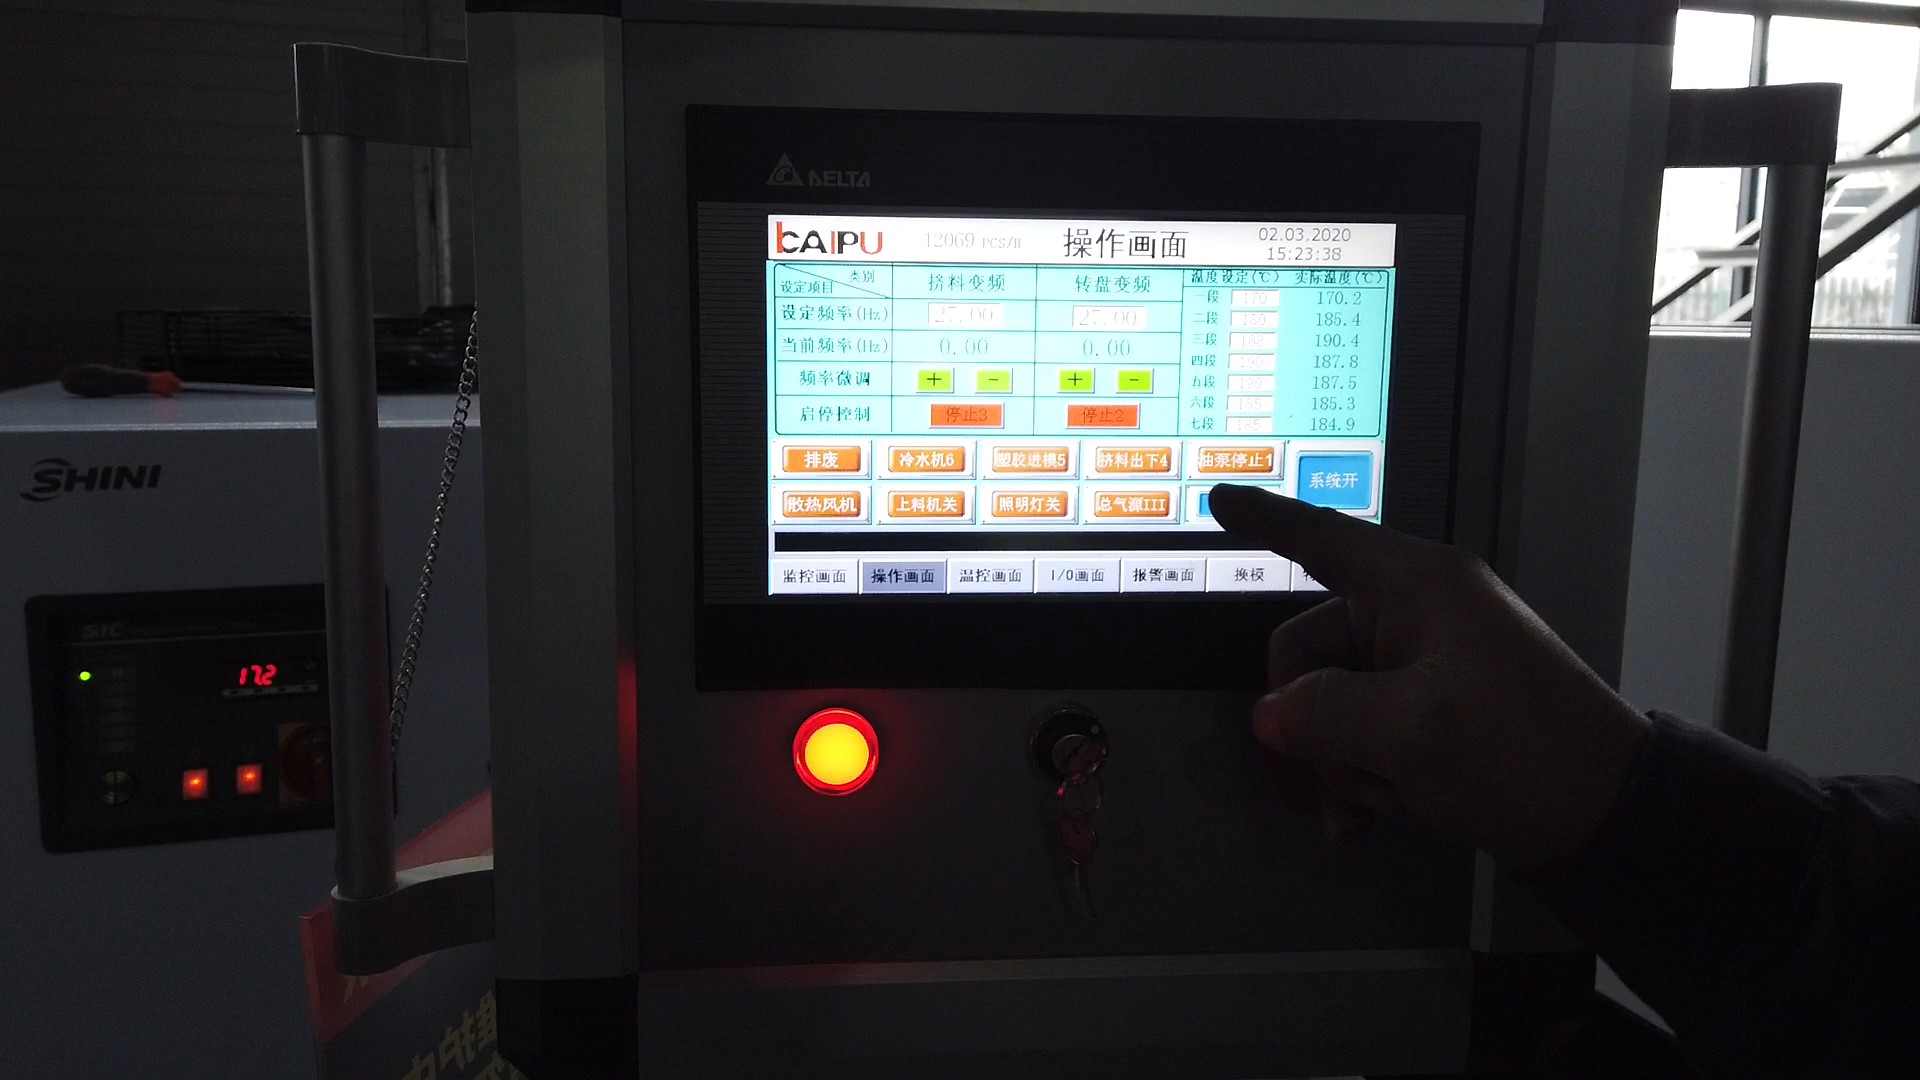 DELTA
CAIPU 12069 PCS/H 操作画面 02.03.2020
15:23:38
类别
设定项目 挤料变频 转盘变频 温度设定(℃) 实际温度(℃)
设定频率(Hz) 27.00 27.00
当前频率(Hz) 0.00 0.00
频率微调 + - + -
启停控制 停止3 停止2
一段 170 170.2
二段 180 185.4
三段 190.4
四段 190 187.8
五段 190 187.5
六段 185 185.3
七段 185 184.9
排废 冷水机6 塑胶进模5 挤料出下4 油泵停止1 系统开
散热风机 上料机关 照明灯关 总气源III
监控画面 操作画面 温控画面 I/O画面 报警画面 换模
SHINI
SIC
17.2